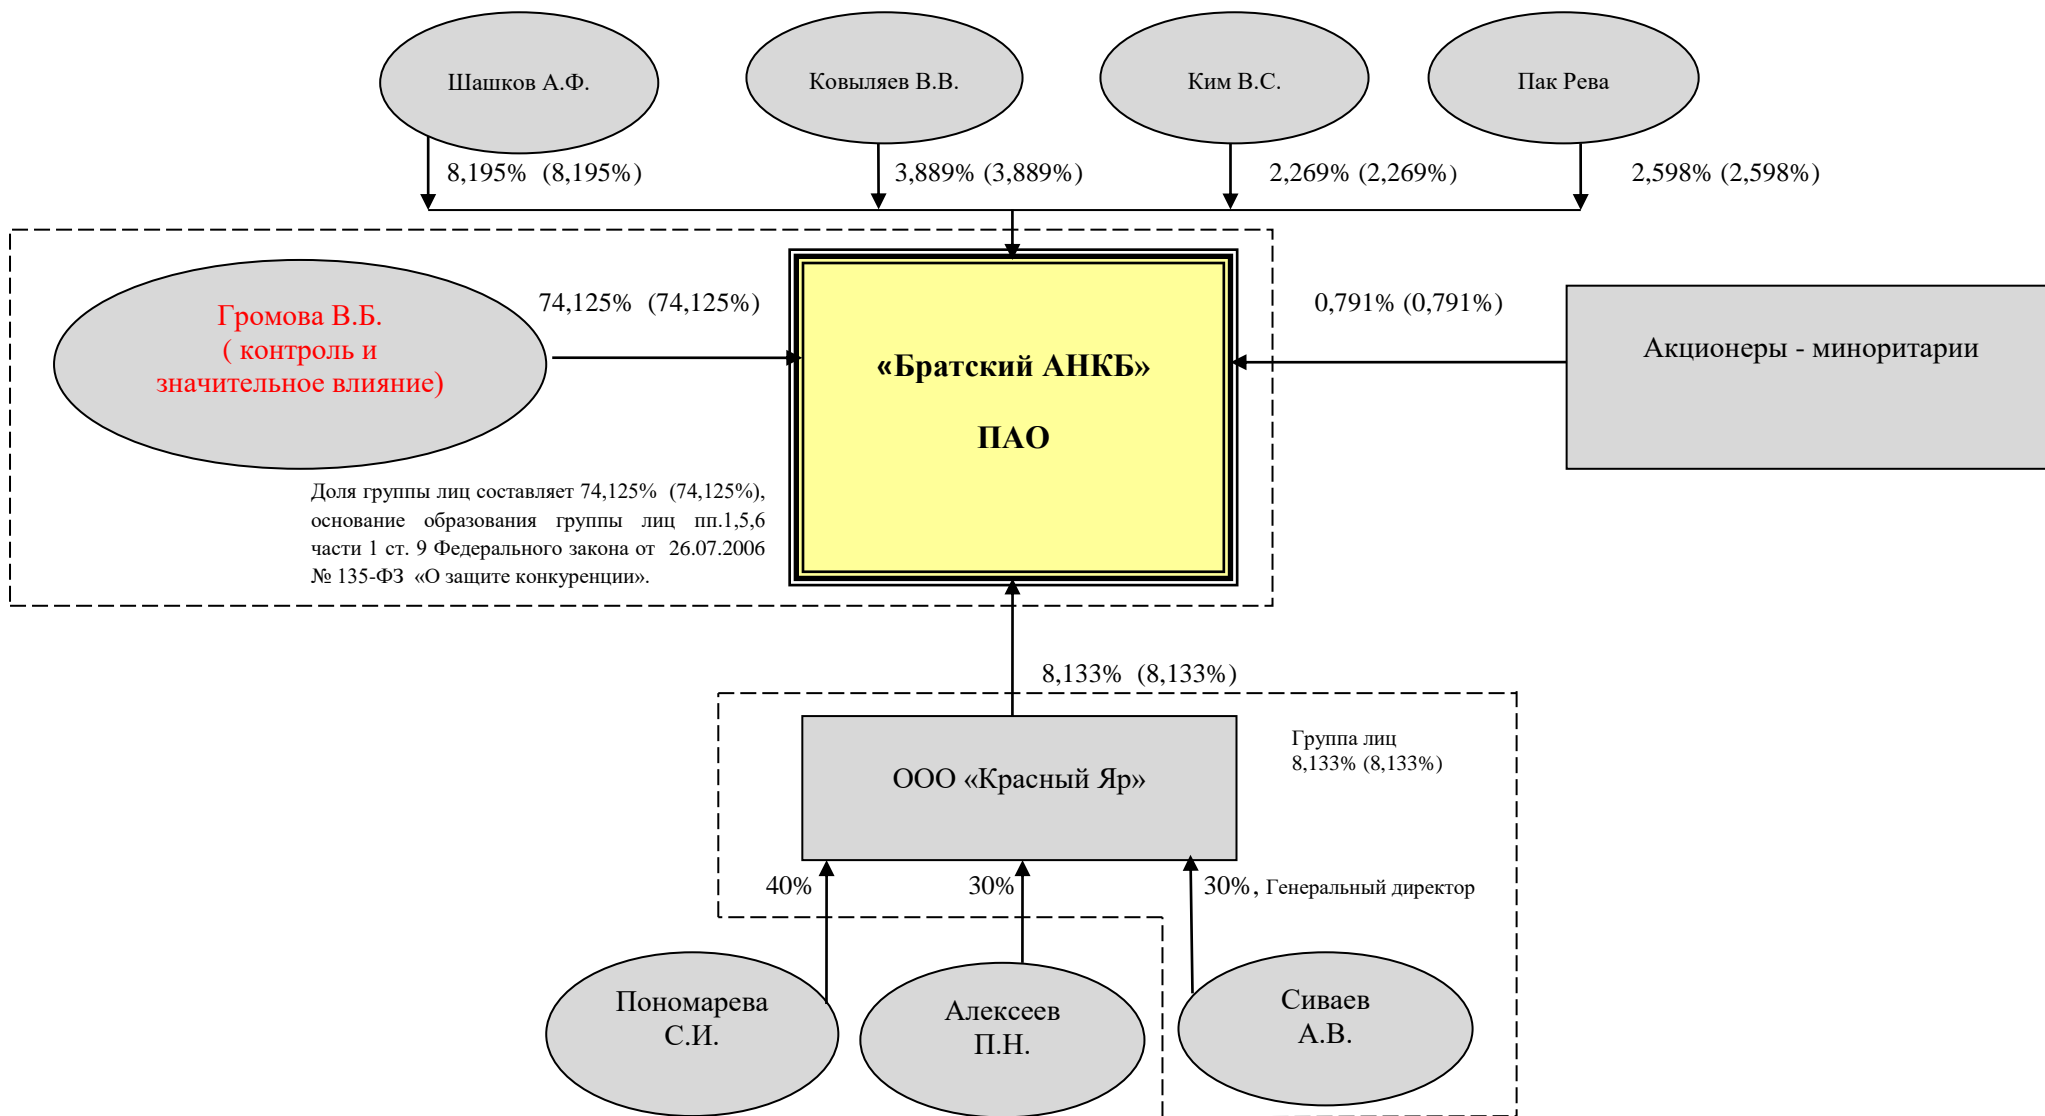 Шашков А.Ф.
Ковыляев В.В.
Ким В.С.
Пак Рева
8,195% (8,195%)
3,889% (3,889%)
2,269% (2,269%)
2,598% (2,598%)
Громова В.Б.
( контроль и
значительное влияние)
74,125% (74,125%)
«Братский АНКБ»
ПАО
0,791% (0,791%)
Акционеры - миноритарии
Доля группы лиц составляет 74,125% (74,125%),
основание образования группы лиц пп.1,5,6
части 1 ст. 9 Федерального закона от 26.07.2006
№ 135-ФЗ «О защите конкуренции».
8,133% (8,133%)
ООО «Красный Яр»
Группа лиц
8,133% (8,133%)
40%
30%
30%, Генеральный директор
Пономарева
С.И.
Алексеев
П.Н.
Сиваев
А.В.